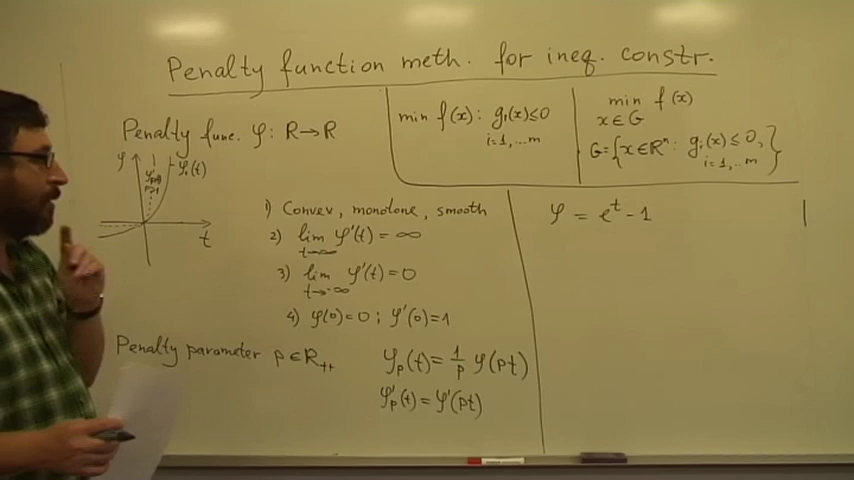 Penalty function meth. for ineq. constr.
Penalty func. φ: R→R
min f(x): gᵢ(x)≤0
i=1,...m
min f(x)
x∈G
G={x∈Rⁿ: gᵢ(x)≤0,}
i=1,...m
φ
φ₁(t)
t
1) Convex, monotone, smooth
2) lim φ'(t) = ∞
t→∞
3) lim φ'(t) = 0
t→-∞
4) φ(0)=0; φ'(0)=1
φ = eᵗ - 1
Penalty parameter p∈R₊₊
φₚ(t) = 1/p φ(pt)
φ'ₚ(t) = φ'(pt)